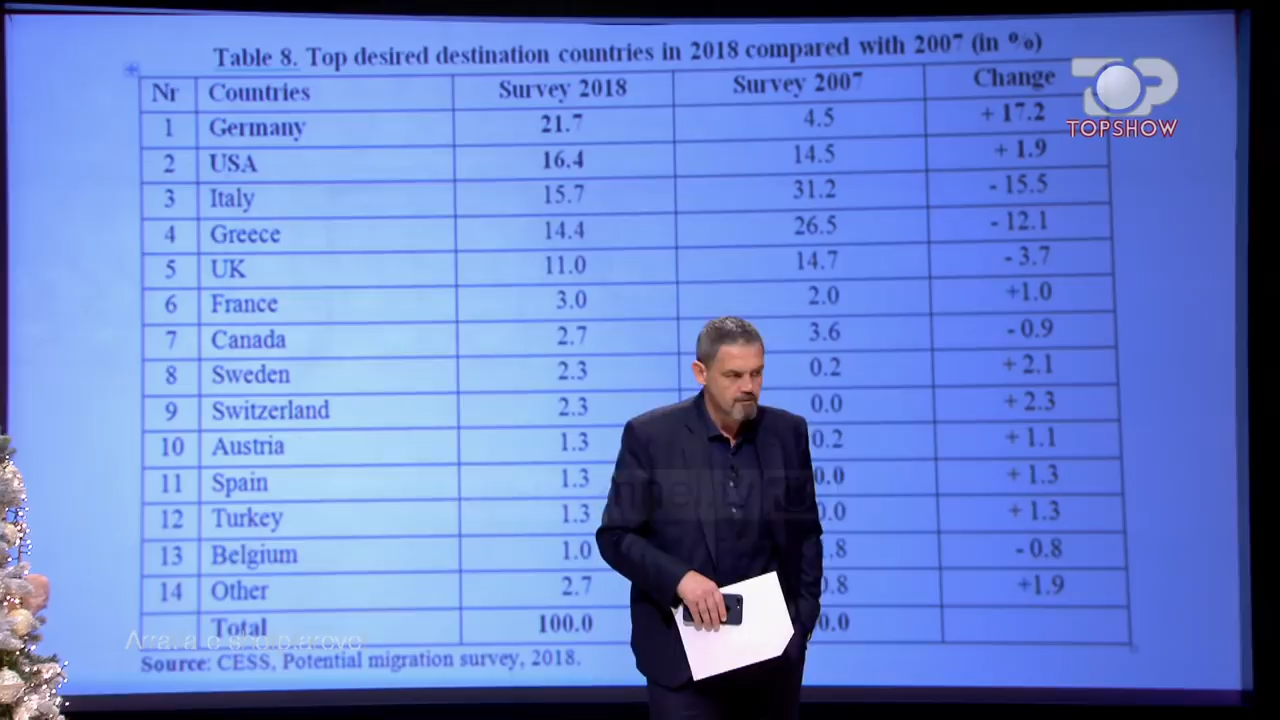 Table 8. Top desired destination countries in 2018 compared with 2007 (in %)
Nr Countries Survey 2018 Survey 2007 Change
1 Germany 21.7 4.5 + 17.2
2 USA 16.4 14.5 + 1.9
3 Italy 15.7 31.2 - 15.5
4 Greece 14.4 26.5 - 12.1
5 UK 11.0 14.7 - 3.7
6 France 3.0 2.0 +1.0
7 Canada 2.7 3.6 - 0.9
8 Sweden 2.3 0.2 + 2.1
9 Switzerland 2.3 0.0 + 2.3
10 Austria 1.3 0.2 + 1.1
11 Spain 1.3 0.0 + 1.3
12 Turkey 1.3 + 1.3
13 Belgium 1.0 - 0.8
14 Other 2.7 +1.9
Total 100.0
Source: CESS, Potential migration survey, 2018.
TOP
TOPSHOW